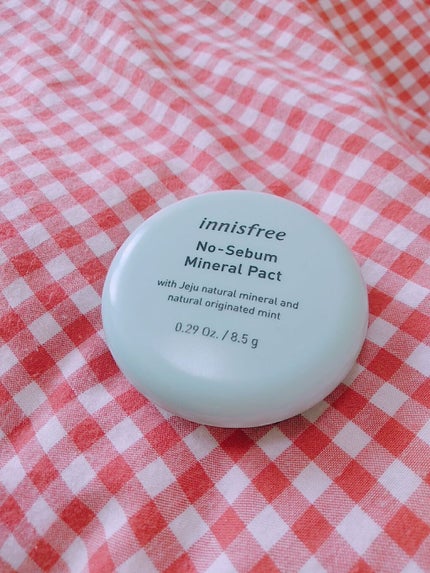 innisfree
No-Sebum
Mineral Pact
with Jeju natural mineral and
natural originated mint
0.29 Oz. / 8.5 g